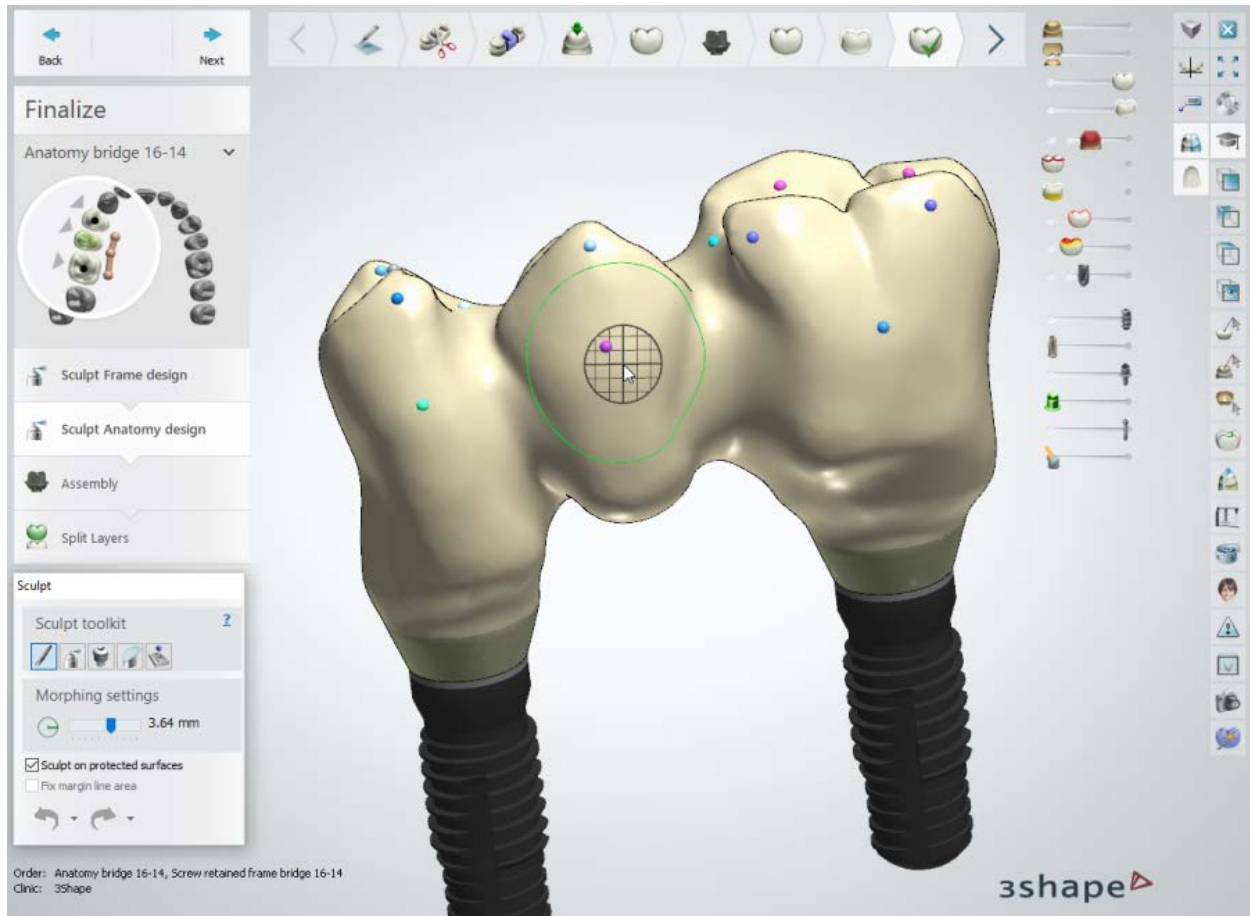 Back
Next
Finalize
Anatomy bridge 16-14
Sculpt Frame design
Sculpt Anatomy design
Assembly
Split Layers
Sculpt
Sculpt toolkit
?
Morphing settings
3.64 mm
Sculpt on protected surfaces
Fix margin line area
Order: Anatomy bridge 16-14, Screw retained frame bridge 16-14
Clinic: 3Shape
3shape